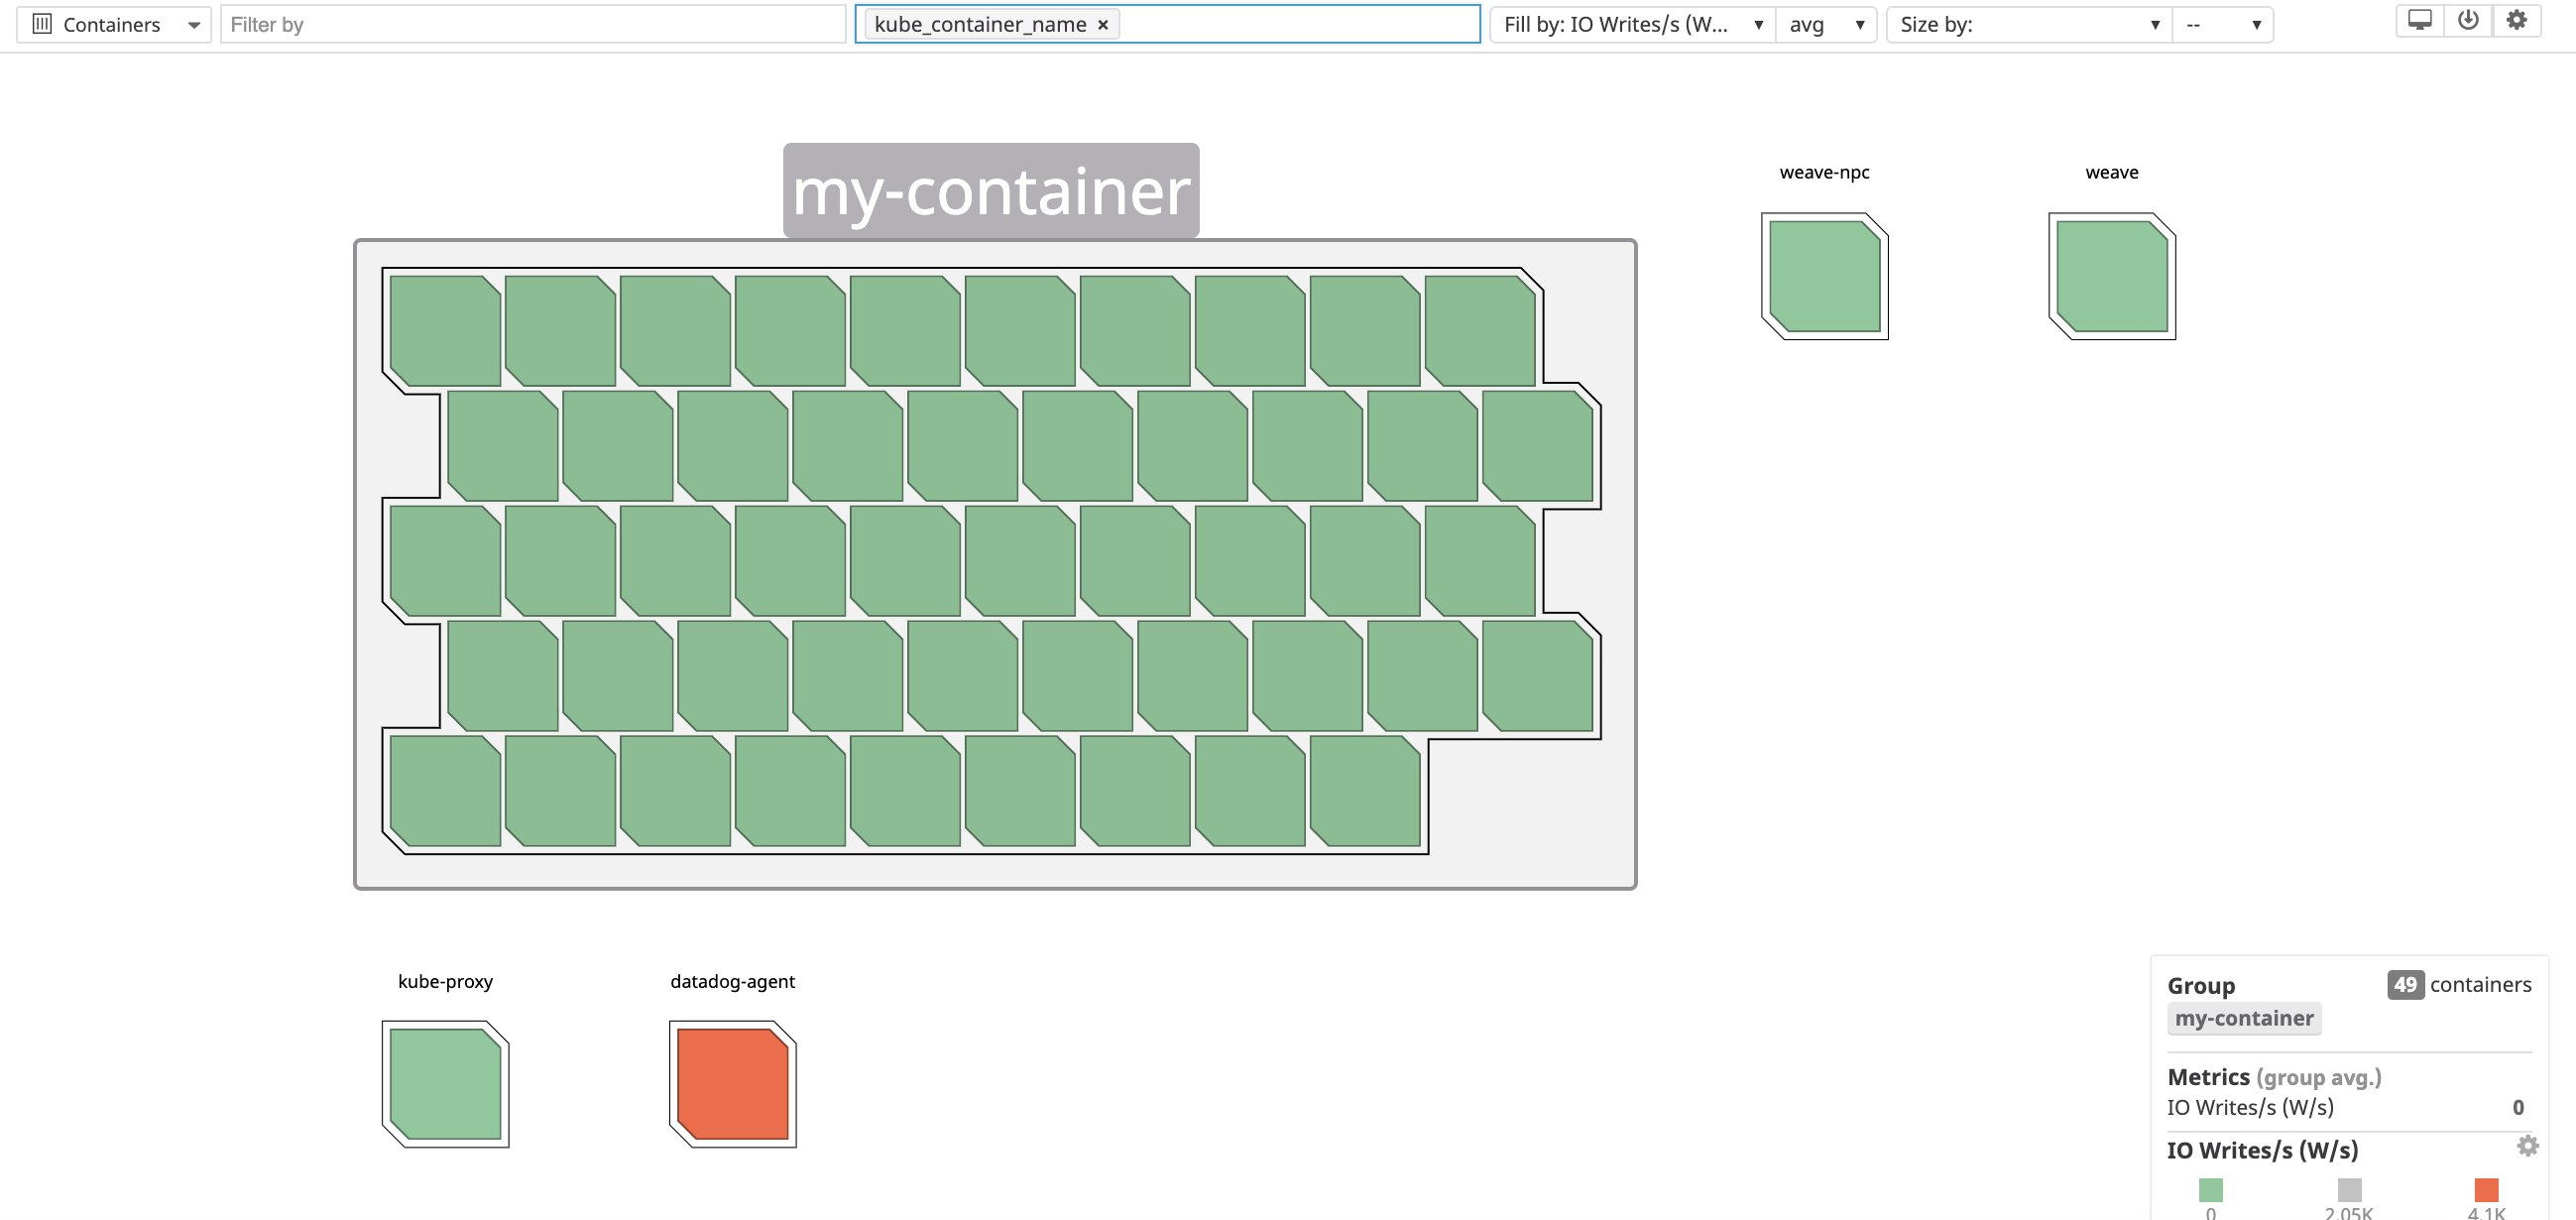 Containers
Filter by
kube_container_name ×
Fill by: IO Writes/s (W...
avg
Size by:
--
my-container
weave-npc
weave
kube-proxy
datadog-agent
Group
49 containers
my-container
Metrics (group avg.)
IO Writes/s (W/s) 0
IO Writes/s (W/s)
0 2.05K 4.1K